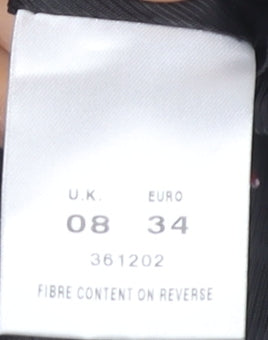 U.K. EURO
08 34
361202
FIBRE CONTENT ON REVERSE